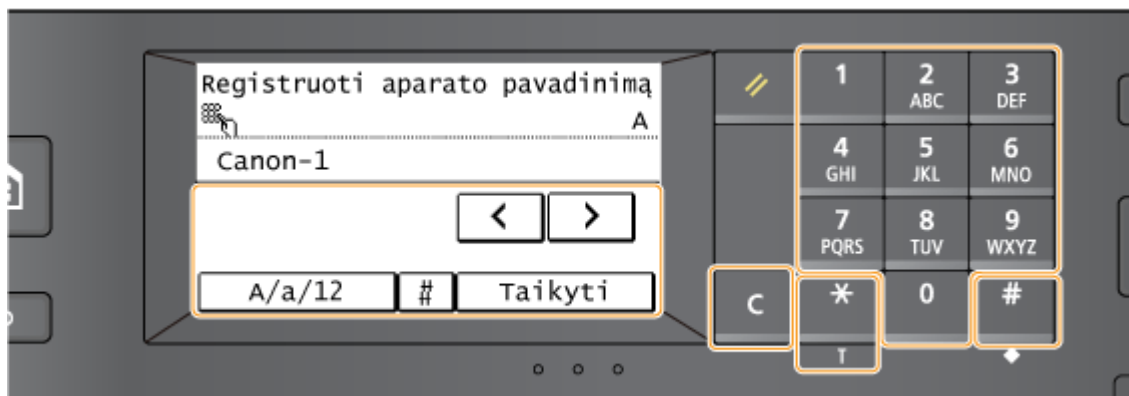 Registruoti aparato pavadinimą
A
Canon-1
< >
A/a/12 # Taikyti
1 2 ABC 3 DEF
4 GHI 5 JKL 6 MNO
7 PQRS 8 TUV 9 WXYZ
C * 0 #
T